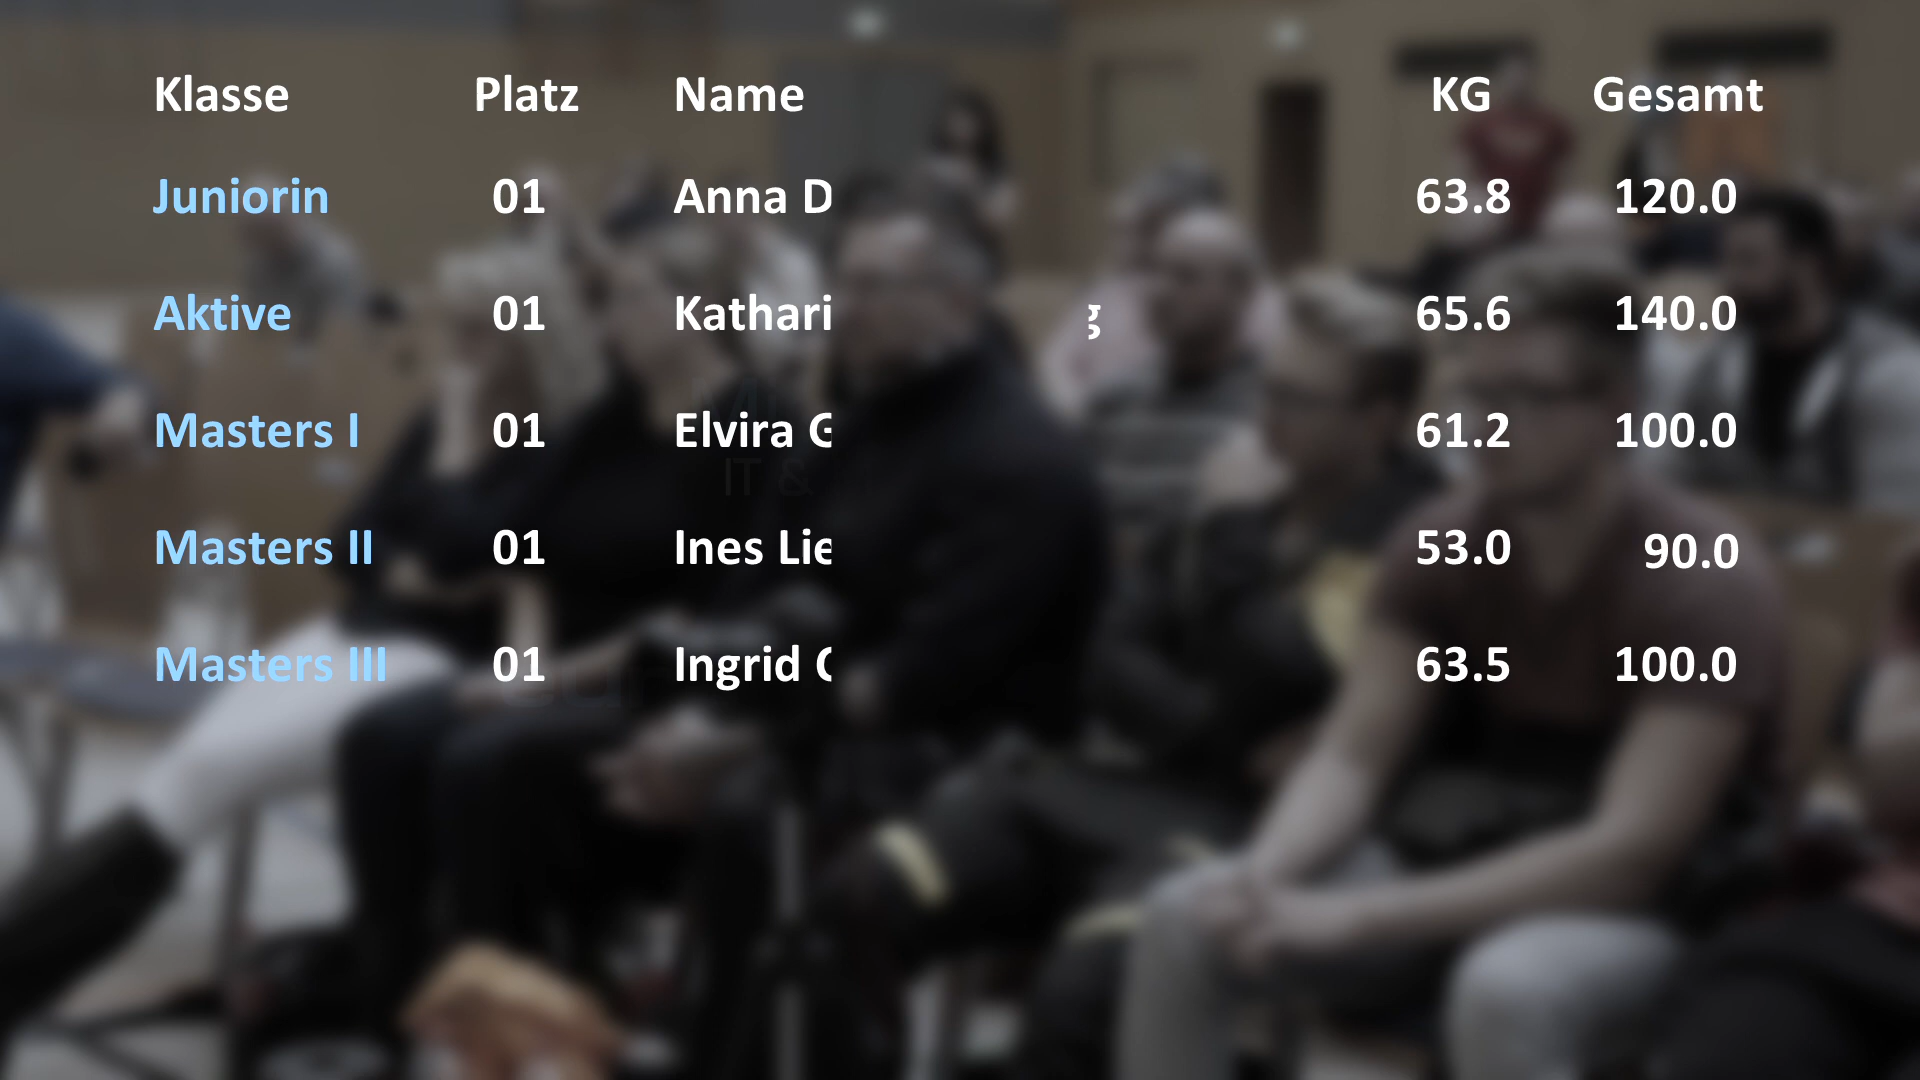 Klasse Platz Name KG Gesamt
Juniorin 01 Anna 63.8 120.0
Aktive 01 65.6 140.0
Masters I 01 Elvira 61.2 100.0
Masters II 01 Ines 53.0 90.0
Masters III 01 Ingrid 63.5 100.0